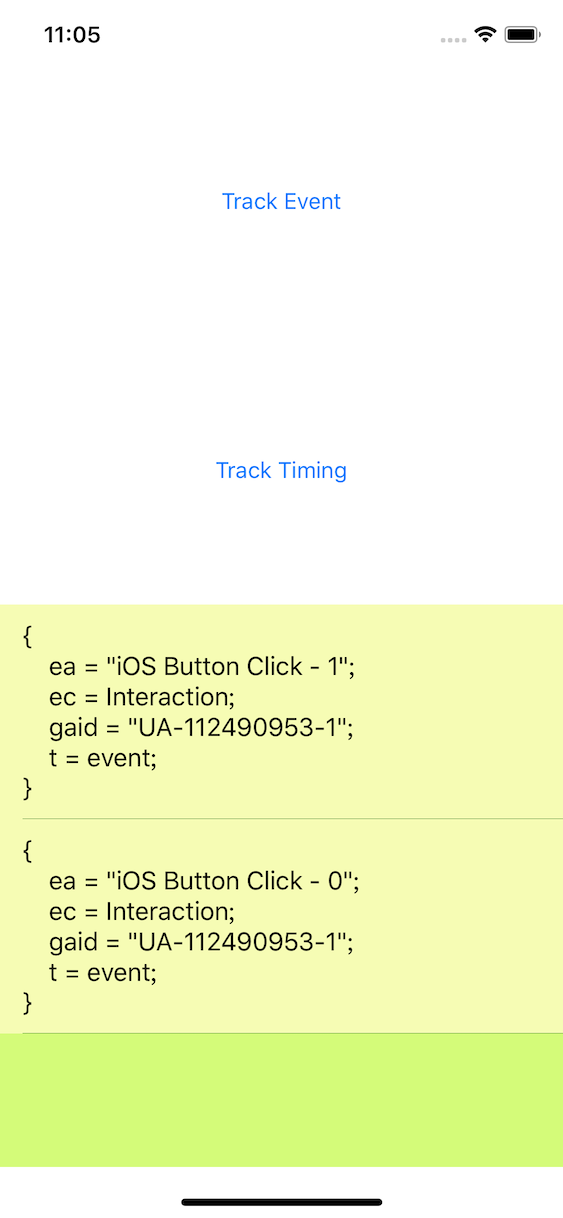 11:05
Track Event
Track Timing
{
ea = "iOS Button Click - 1";
ec = Interaction;
gaid = "UA-112490953-1";
t = event;
}
{
ea = "iOS Button Click - 0";
ec = Interaction;
gaid = "UA-112490953-1";
t = event;
}